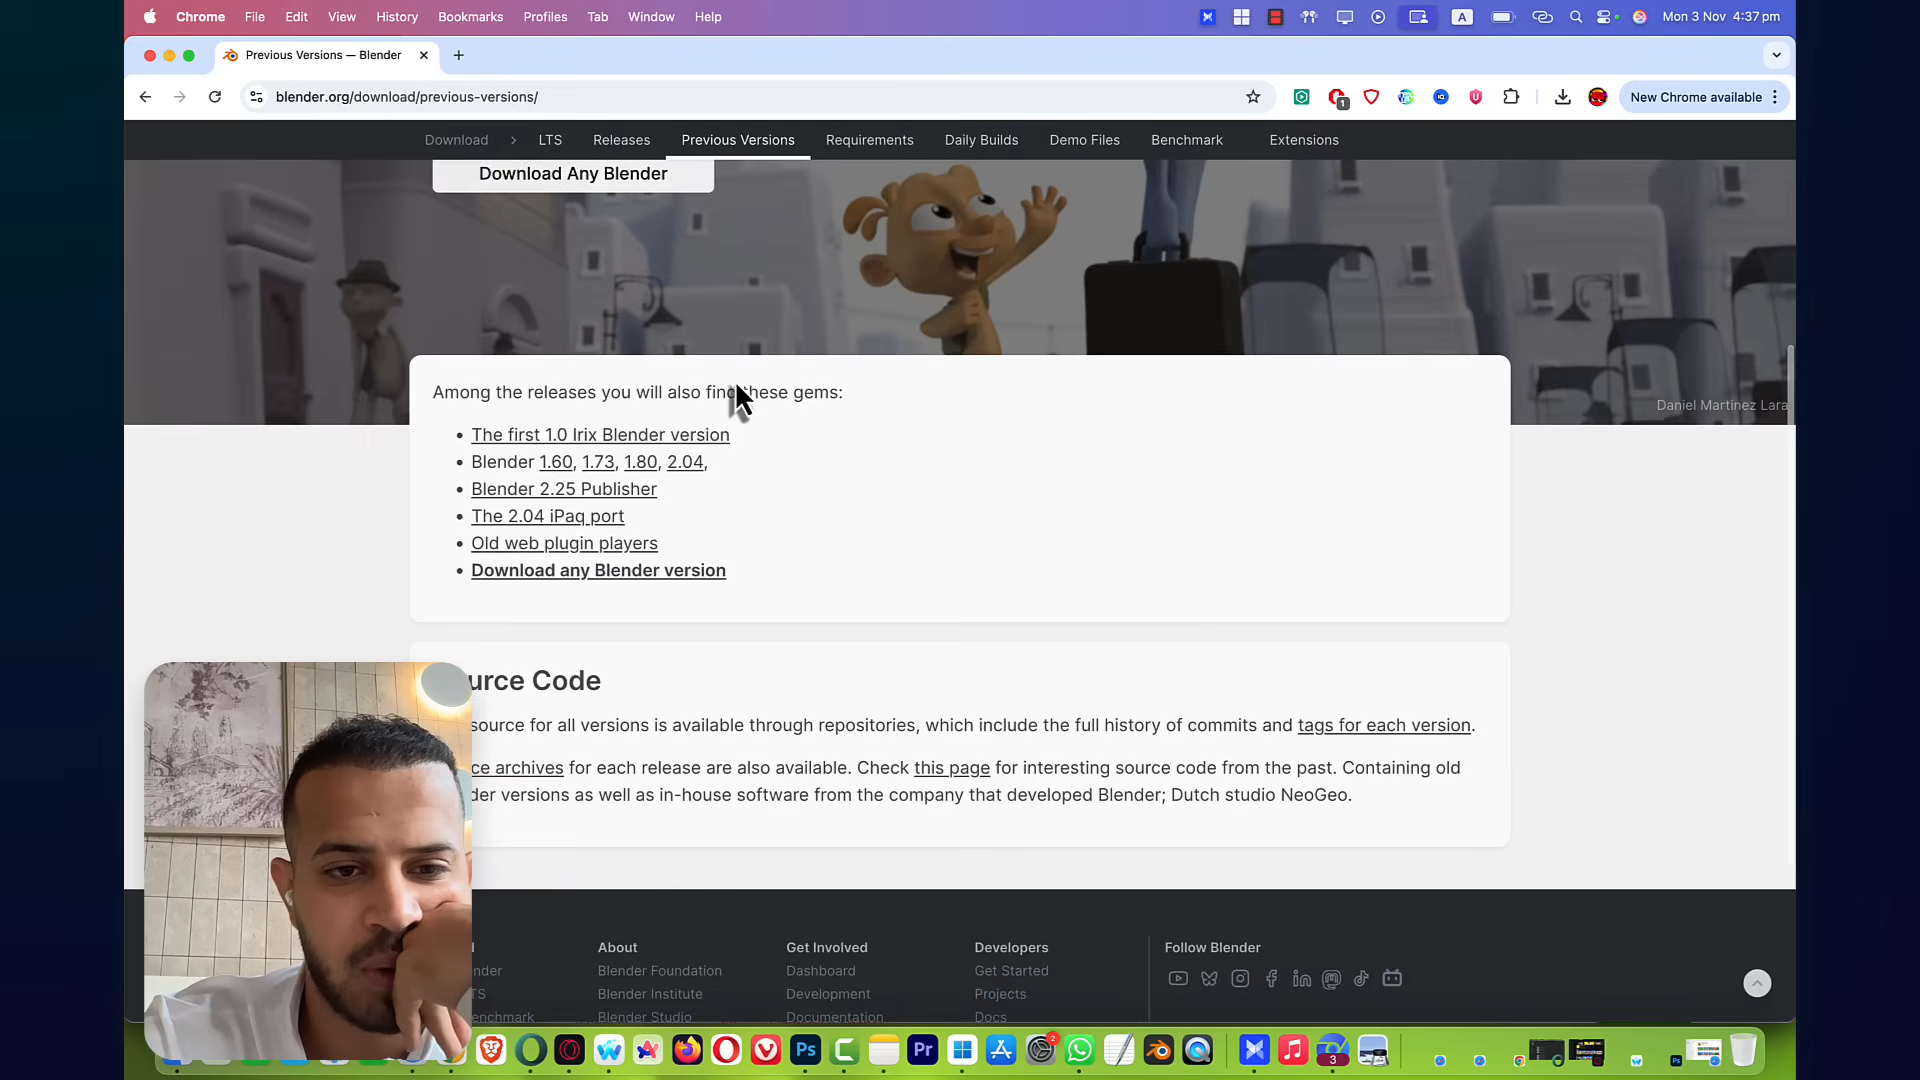 Chrome File Edit View History Bookmarks Profiles Tab Window Help
A
Mon 3 Nov 4:37 pm
Previous Versions — Blender
blender.org/download/previous-versions/
1
New Chrome available
Download LTS Releases Previous Versions Requirements Daily Builds Demo Files Benchmark Extensions
Download Any Blender
Among the releases you will also find these gems:
Daniel Martinez Lara
• The first 1.0 Irix Blender version
• Blender 1.60, 1.73, 1.80, 2.04,
• Blender 2.25 Publisher
• The 2.04 iPaq port
• Old web plugin players
• Download any Blender version
urce Code
source for all versions is available through repositories, which include the full history of commits and tags for each version.
ce archives for each release are also available. Check this page for interesting source code from the past. Containing old
der versions as well as in-house software from the company that developed Blender; Dutch studio NeoGeo.
About Get Involved Developers Follow Blender
nder Blender Foundation Dashboard Get Started
TS Blender Institute Development Projects
enchmark Blender Studio Documentation Docs
Ps Pr 2 3